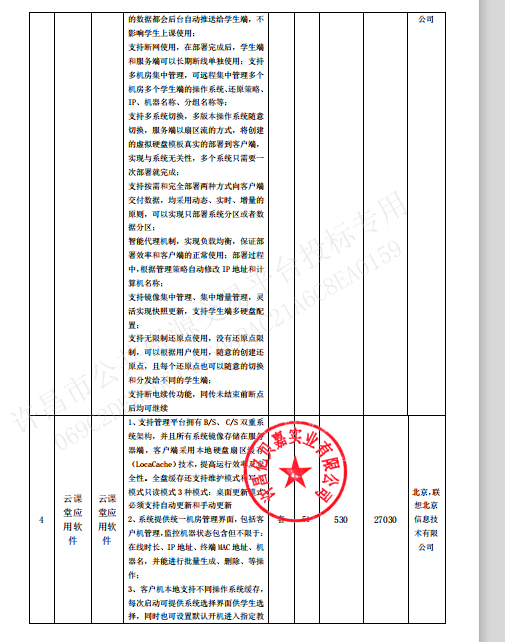 的数据都会后台自动推送给学生端,不
影响学生上课使用;
支持断网使用,在部署完成后,学生端
和服务端可以长期断线单独使用;支持
多机房集中管理,可远程集中管理多个
机房多个学生端的操作系统、还原策略、
IP、机器名称、分组名称等;
支持多系统切换,多版本操作系统随意
切换,服务端以扇区流的方式,将创建
的虚拟硬盘模板真实的部署到客户端,
实现与系统无关性,多个系统只需要一
次部署就完成;
支持按需和完全部署两种方式向客户端
交付数据,均采用动态、实时、增量的
原则,可以实现只部署系统分区或者数
据分区;
智能代理机制,实现负载均衡,保证部
署效率和客户端的正常使用;部署过程
中,根据管理策略自动修改 IP 地址和计
算机名称;
支持镜像集中管理、集中增量管理,灵
活实现快照更新,支持学生端多硬盘配
置;
支持无限制还原点使用,没有还原点限
制,可以根据用户使用,随意的创建还
原点,且每个还原点也可以随意的切换
和分发给不同的学生端;
支持断电续传功能,同传未结束前断点
后均可继续
公司
4
云课
堂应
用软
件
云课
堂应
用软
件
1、支持管理平台拥有 B/S、 C/S 双重系
统架构,并且所有系统镜像存储在服务
器端,客户端采用本地硬盘扇区缓存
(LocaCache)技术,提高运行效率及安
全性。全盘缓存还支持维护模式和
模式只读模式 3 种模式;桌面更新模式
必须支持自动更新和手动更新
2、系统提供统一机房管理界面,包括客
户机管理,监控机器状态包含但不限于:
在线时长、IP 地址、终端 MAC 地址、机
器名,并能进行批量生成、删除、等操
作;
3、客户机本地支持不同操作系统缓存,
每次启动可提供系统选择界面供学生选
择,同时也可设置默认开机进入指定教
套
51
530
27030
北京,联
想北京
信息技
术有限
公司
嘉实业有限公司